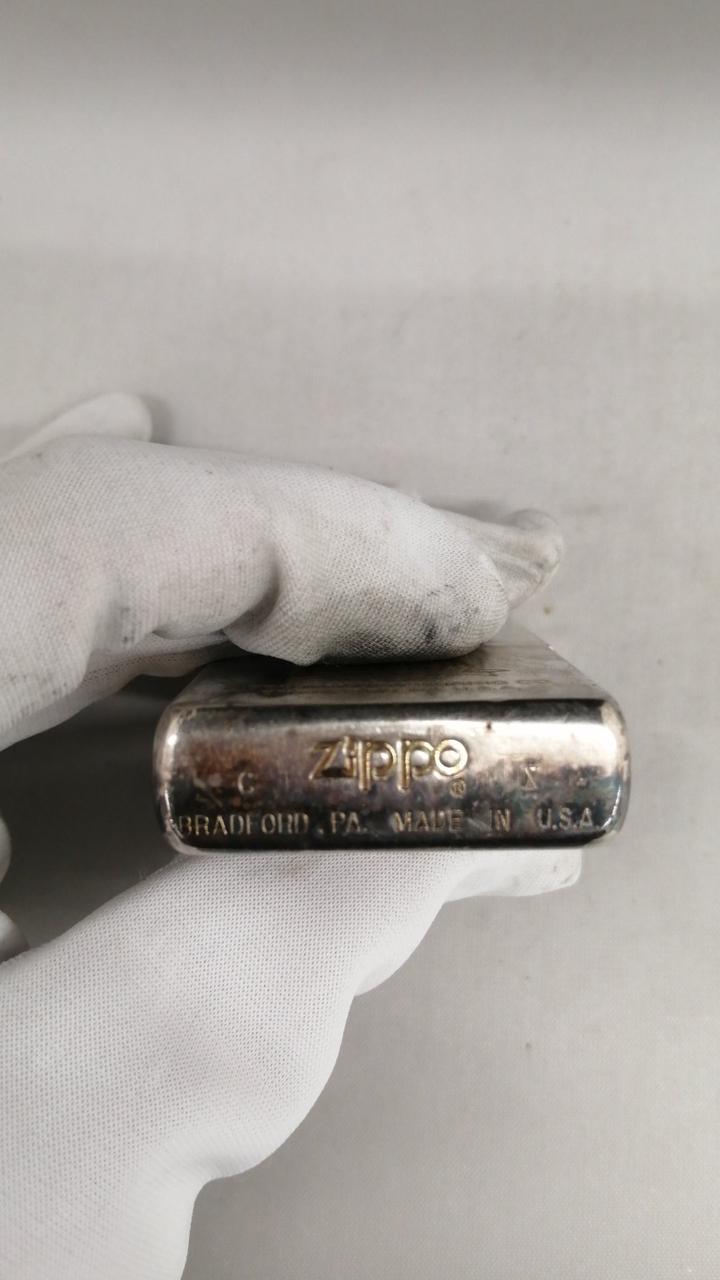 C zippo ® X
BRADFORD, PA. MADE IN U.S.A.